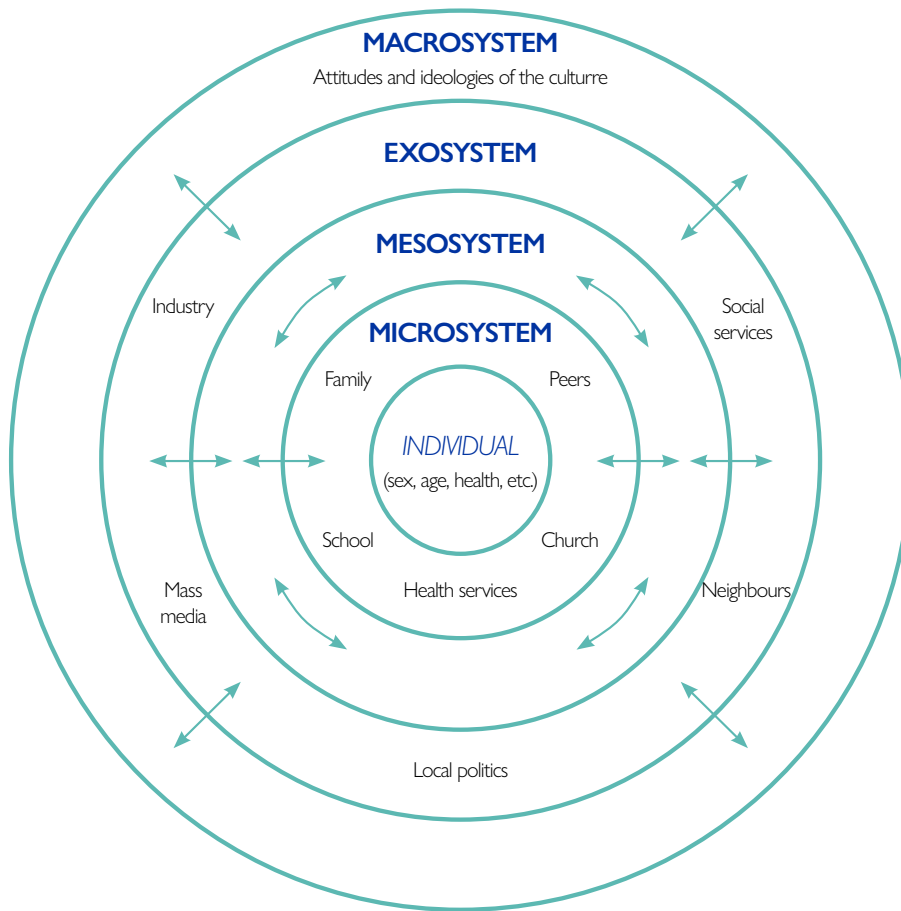 MACROSYSTEM
Attitudes and ideologies of the culturre
EXOSYSTEM
MESOSYSTEM
Industry
Social
services
MICROSYSTEM
Family
Peers
INDIVIDUAL
(sex, age, health, etc.)
School
Church
Health services
Mass
media
Neighbours
Local politics